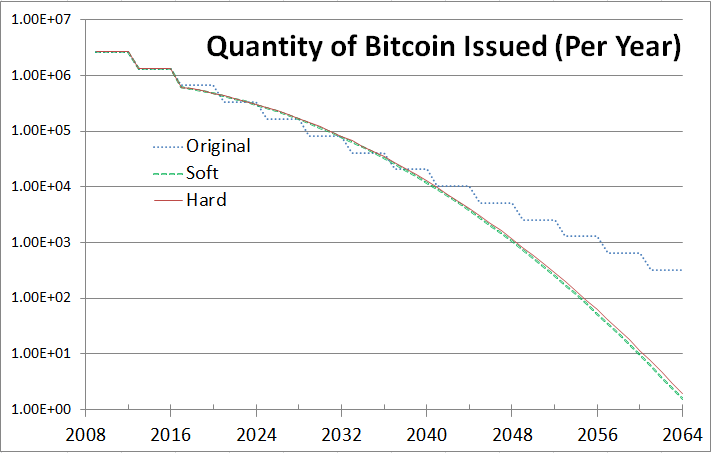 Quantity of Bitcoin Issued (Per Year)
1.00E+07
1.00E+06
1.00E+05
1.00E+04
1.00E+03
1.00E+02
1.00E+01
1.00E+00
Original
Soft
Hard
2008 2016 2024 2032 2040 2048 2056 2064